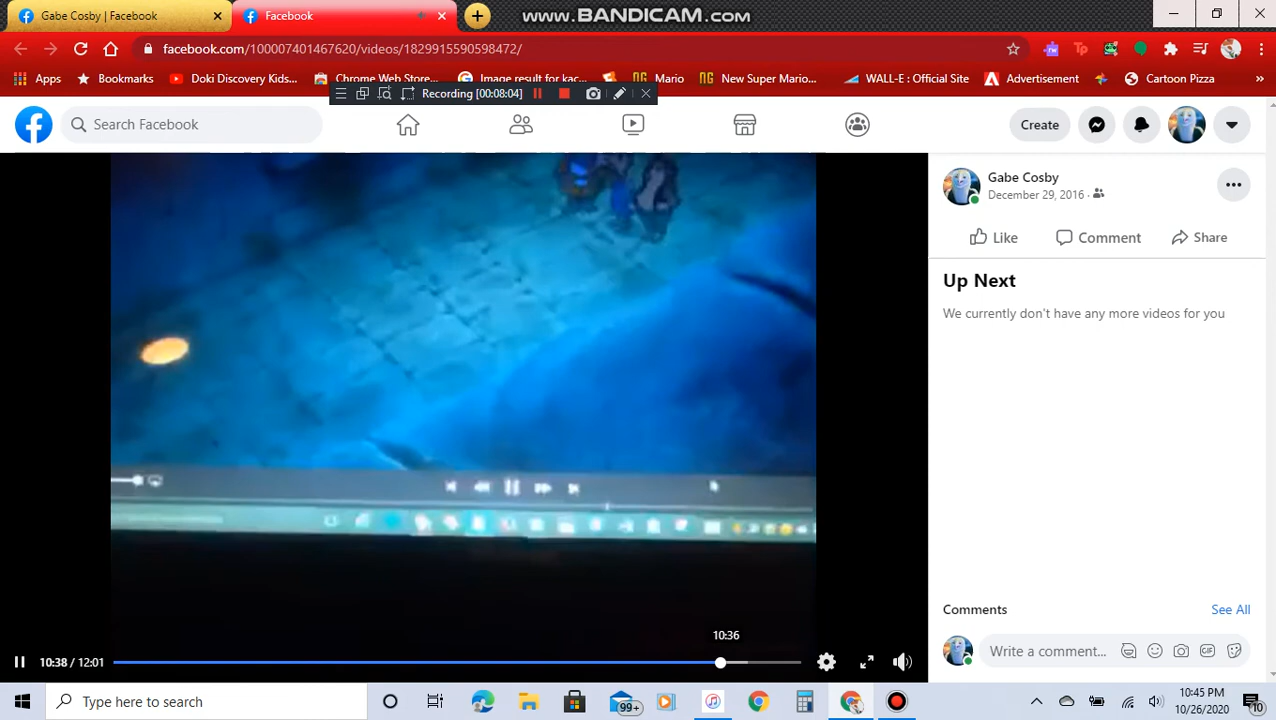 Gabe Cosby | Facebook
Facebook
WWW.BANDICAM.COM
facebook.com/100007401467620/videos/1829915590598472/
Apps
Bookmarks
Doki Discovery Kid...
Chrome Web Store...
Image result for kac...
Mario
New Super Mario...
WALL-E : Official Site
Advertisement
Cartoon Pizza
»
Recording [00:08:04]
Search Facebook
Create
Gabe Cosby
December 29, 2016 ·
Like
Comment
Share
Up Next
We currently don't have any more videos for you
Comments
See All
Write a comment...
GIF
10:36
10:38 / 12:01
Type here to search
99+
10:45 PM
10/26/2020
10